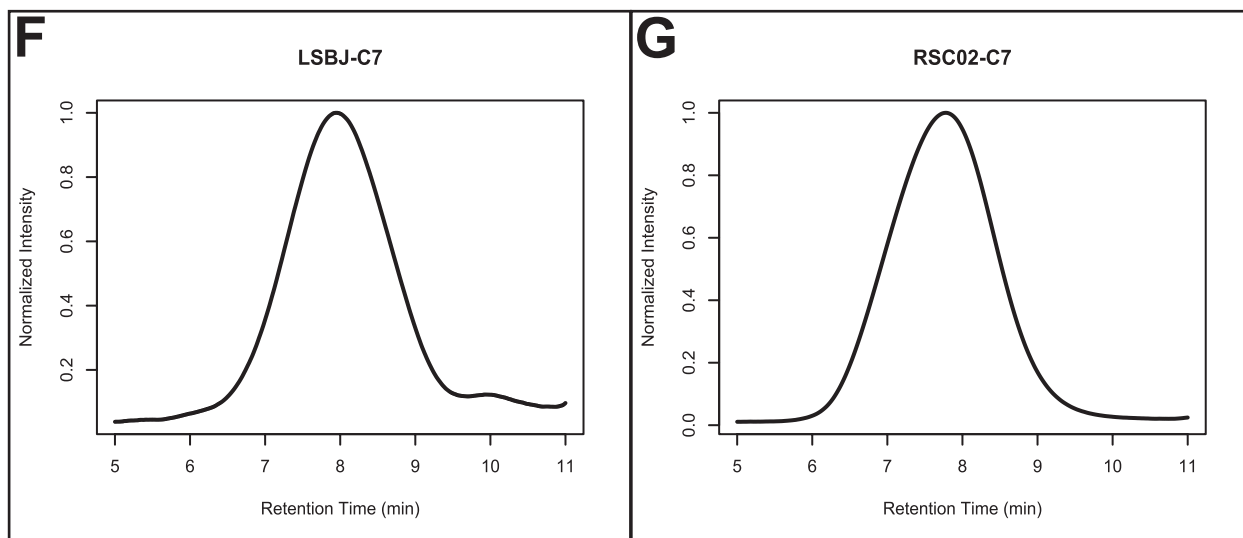 F
LSBJ-C7
Normalized Intensity
1.0
0.8
0.6
0.4
0.2
5 6 7 8 9 10 11
Retention Time (min)
G
RSC02-C7
Normalized Intensity
1.0
0.8
0.6
0.4
0.2
0.0
5 6 7 8 9 10 11
Retention Time (min)